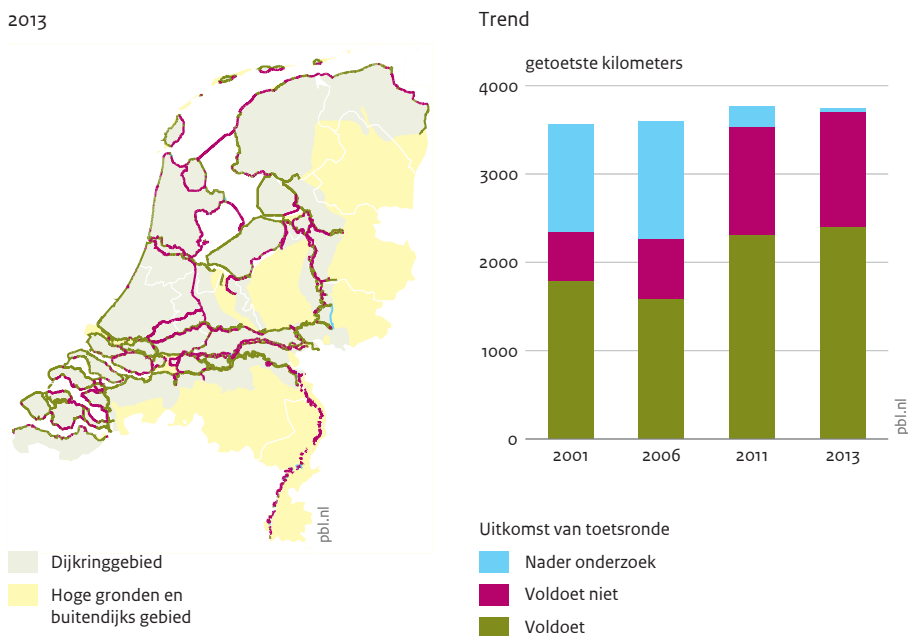 2013
pbl.nl
Dijkringgebied
Hoge gronden en
buitendijks gebied
Trend
getoetste kilometers
4000
3000
2000
1000
0
2001 2006 2011 2013
pbl.nl
Uitkomst van toetsronde
Nader onderzoek
Voldoet niet
Voldoet